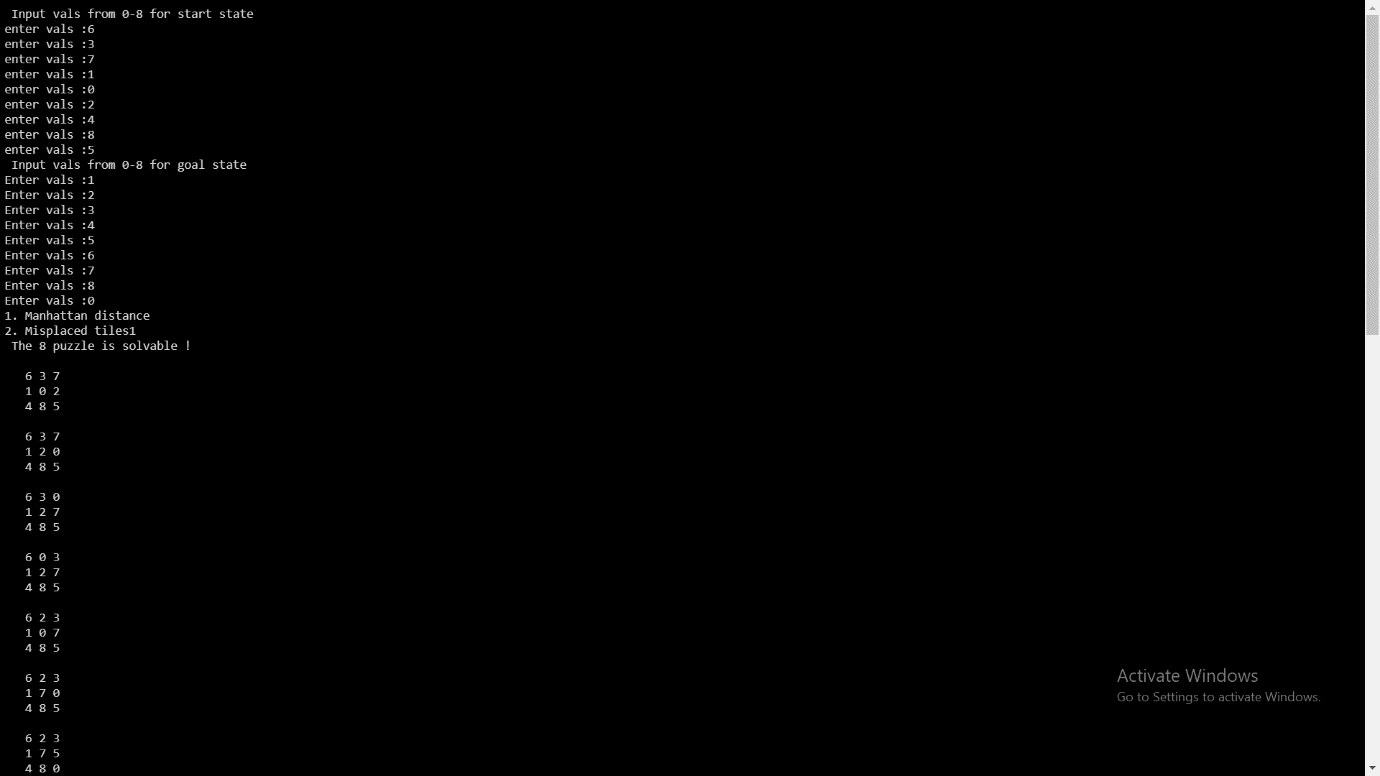 Input vals from 0-8 for start state
enter vals :6
enter vals :3
enter vals :7
enter vals :1
enter vals :0
enter vals :2
enter vals :4
enter vals :8
enter vals :5
Input vals from 0-8 for goal state
Enter vals :1
Enter vals :2
Enter vals :3
Enter vals :4
Enter vals :5
Enter vals :6
Enter vals :7
Enter vals :8
Enter vals :0
1. Manhattan distance
2. Misplaced tiles1
The 8 puzzle is solvable !
6 3 7
1 0 2
4 8 5
6 3 7
1 2 0
4 8 5
6 3 0
1 2 7
4 8 5
6 0 3
1 2 7
4 8 5
6 2 3
1 0 7
4 8 5
6 2 3
1 7 0
4 8 5
6 2 3
1 7 5
4 8 0
Activate Windows
Go to Settings to activate Windows.